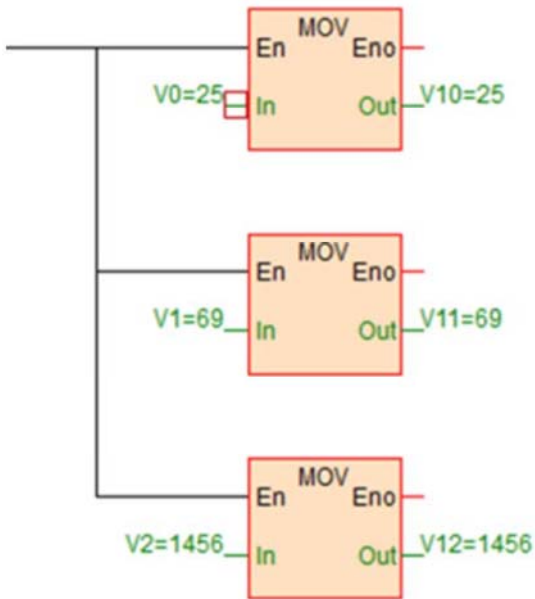 MOV
En Eno
V0=25 In Out V10=25
MOV
En Eno
V1=69 In Out V11=69
MOV
En Eno
V2=1456 In Out V12=1456